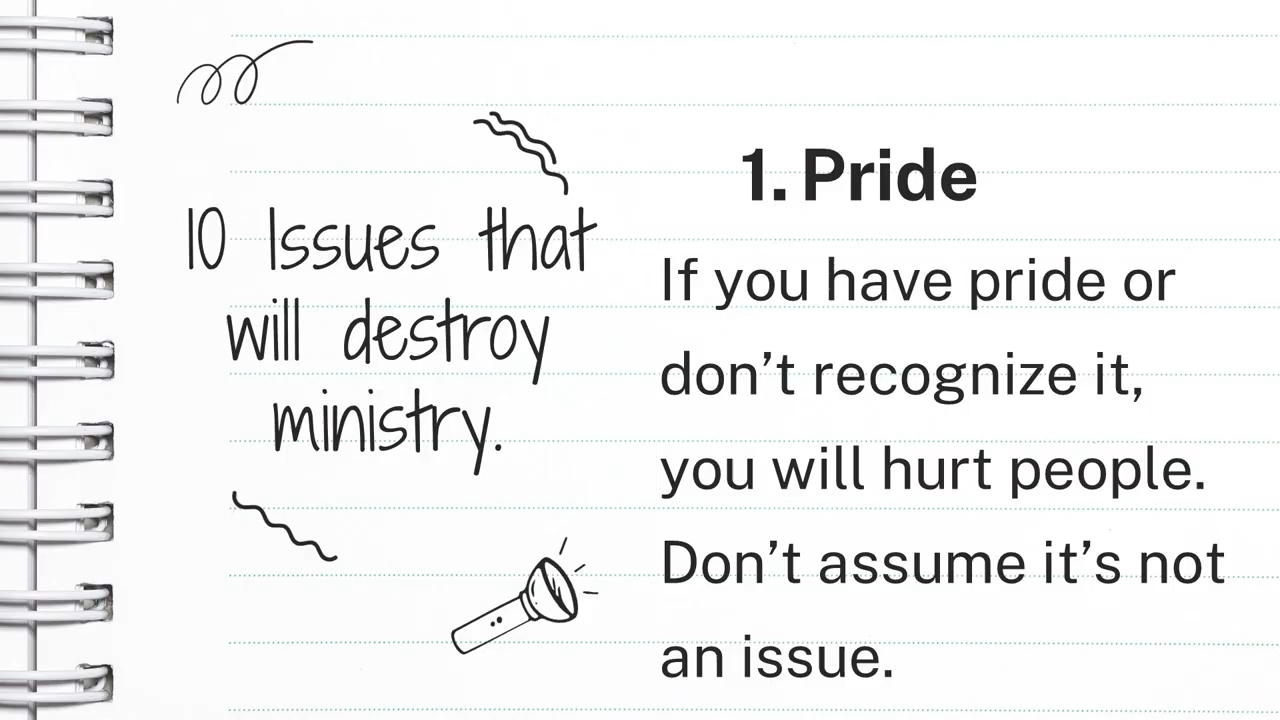 10 Issues that
will destroy
ministry.
1. Pride
If you have pride or
don’t recognize it,
you will hurt people.
Don’t assume it’s not
an issue.